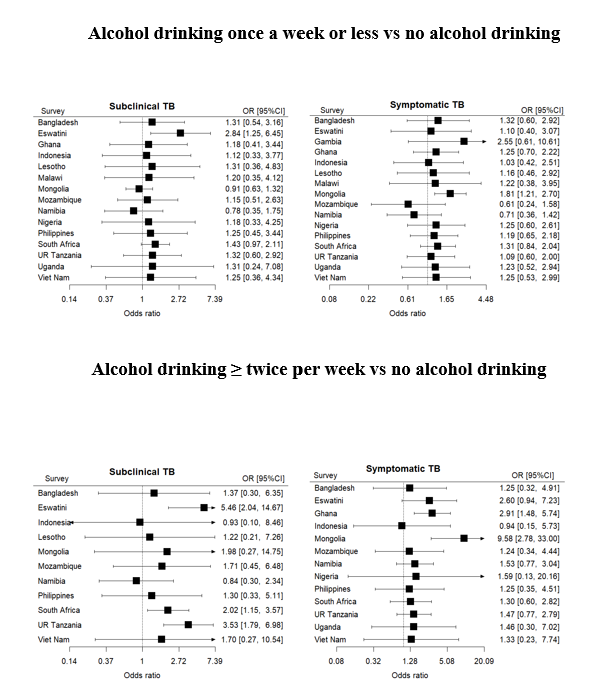 Alcohol drinking once a week or less vs no alcohol drinking
Subclinical TB
Survey OR [95%CI]
Bangladesh 1.31 [0.54, 3.16]
Eswatini 2.84 [1.25, 6.45]
Ghana 1.18 [0.41, 3.44]
Indonesia 1.12 [0.33, 3.77]
Lesotho 1.31 [0.36, 4.83]
Malawi 1.20 [0.35, 4.12]
Mongolia 0.91 [0.63, 1.32]
Mozambique 1.15 [0.51, 2.63]
Namibia 0.78 [0.35, 1.75]
Nigeria 1.18 [0.33, 4.25]
Philippines 1.25 [0.45, 3.44]
South Africa 1.43 [0.97, 2.11]
UR Tanzania 1.32 [0.60, 2.92]
Uganda 1.31 [0.24, 7.08]
Viet Nam 1.25 [0.36, 4.34]
0.14 0.37 1 2.72 7.39
Odds ratio
Symptomatic TB
Survey OR [95%CI]
Bangladesh 1.32 [0.60, 2.92]
Eswatini 1.10 [0.40, 3.07]
Gambia 2.55 [0.61, 10.61]
Ghana 1.25 [0.70, 2.22]
Indonesia 1.03 [0.42, 2.51]
Lesotho 1.16 [0.46, 2.92]
Malawi 1.22 [0.38, 3.95]
Mongolia 1.81 [1.21, 2.70]
Mozambique 0.61 [0.24, 1.58]
Namibia 0.71 [0.36, 1.42]
Nigeria 1.25 [0.60, 2.61]
Philippines 1.19 [0.65, 2.18]
South Africa 1.31 [0.84, 2.04]
UR Tanzania 1.09 [0.60, 2.00]
Uganda 1.23 [0.52, 2.94]
Viet Nam 1.25 [0.53, 2.99]
0.08 0.22 0.61 1.65 4.48
Odds ratio
Alcohol drinking ≥ twice per week vs no alcohol drinking
Subclinical TB
Survey OR [95%CI]
Bangladesh 1.37 [0.30, 6.35]
Eswatini 5.46 [2.04, 14.67]
Indonesia 0.93 [0.10, 8.46]
Lesotho 1.22 [0.21, 7.26]
Mongolia 1.98 [0.27, 14.75]
Mozambique 1.71 [0.45, 6.48]
Namibia 0.84 [0.30, 2.34]
Philippines 1.30 [0.33, 5.11]
South Africa 2.02 [1.15, 3.57]
UR Tanzania 3.53 [1.79, 6.98]
Viet Nam 1.70 [0.27, 10.54]
0.14 0.37 1 2.72 7.39
Odds ratio
Symptomatic TB
Survey OR [95%CI]
Bangladesh 1.25 [0.32, 4.91]
Eswatini 2.60 [0.94, 7.23]
Ghana 2.91 [1.48, 5.74]
Indonesia 0.94 [0.15, 5.73]
Mongolia 9.58 [2.78, 33.00]
Mozambique 1.24 [0.34, 4.44]
Namibia 1.53 [0.77, 3.04]
Nigeria 1.59 [0.13, 20.16]
Philippines 1.25 [0.35, 4.51]
South Africa 1.30 [0.60, 2.82]
UR Tanzania 1.47 [0.77, 2.79]
Uganda 1.46 [0.30, 7.02]
Viet Nam 1.33 [0.23, 7.74]
0.08 0.32 1.28 5.08 20.09
Odds ratio